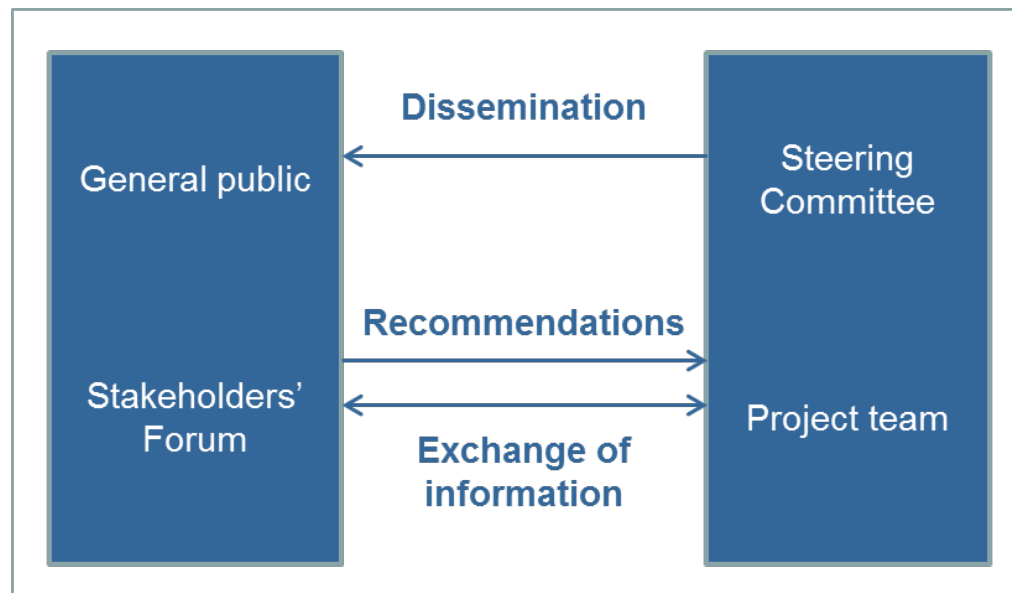 Dissemination
General public
Steering
Committee
Recommendations
Stakeholders’
Forum
Project team
Exchange of
information